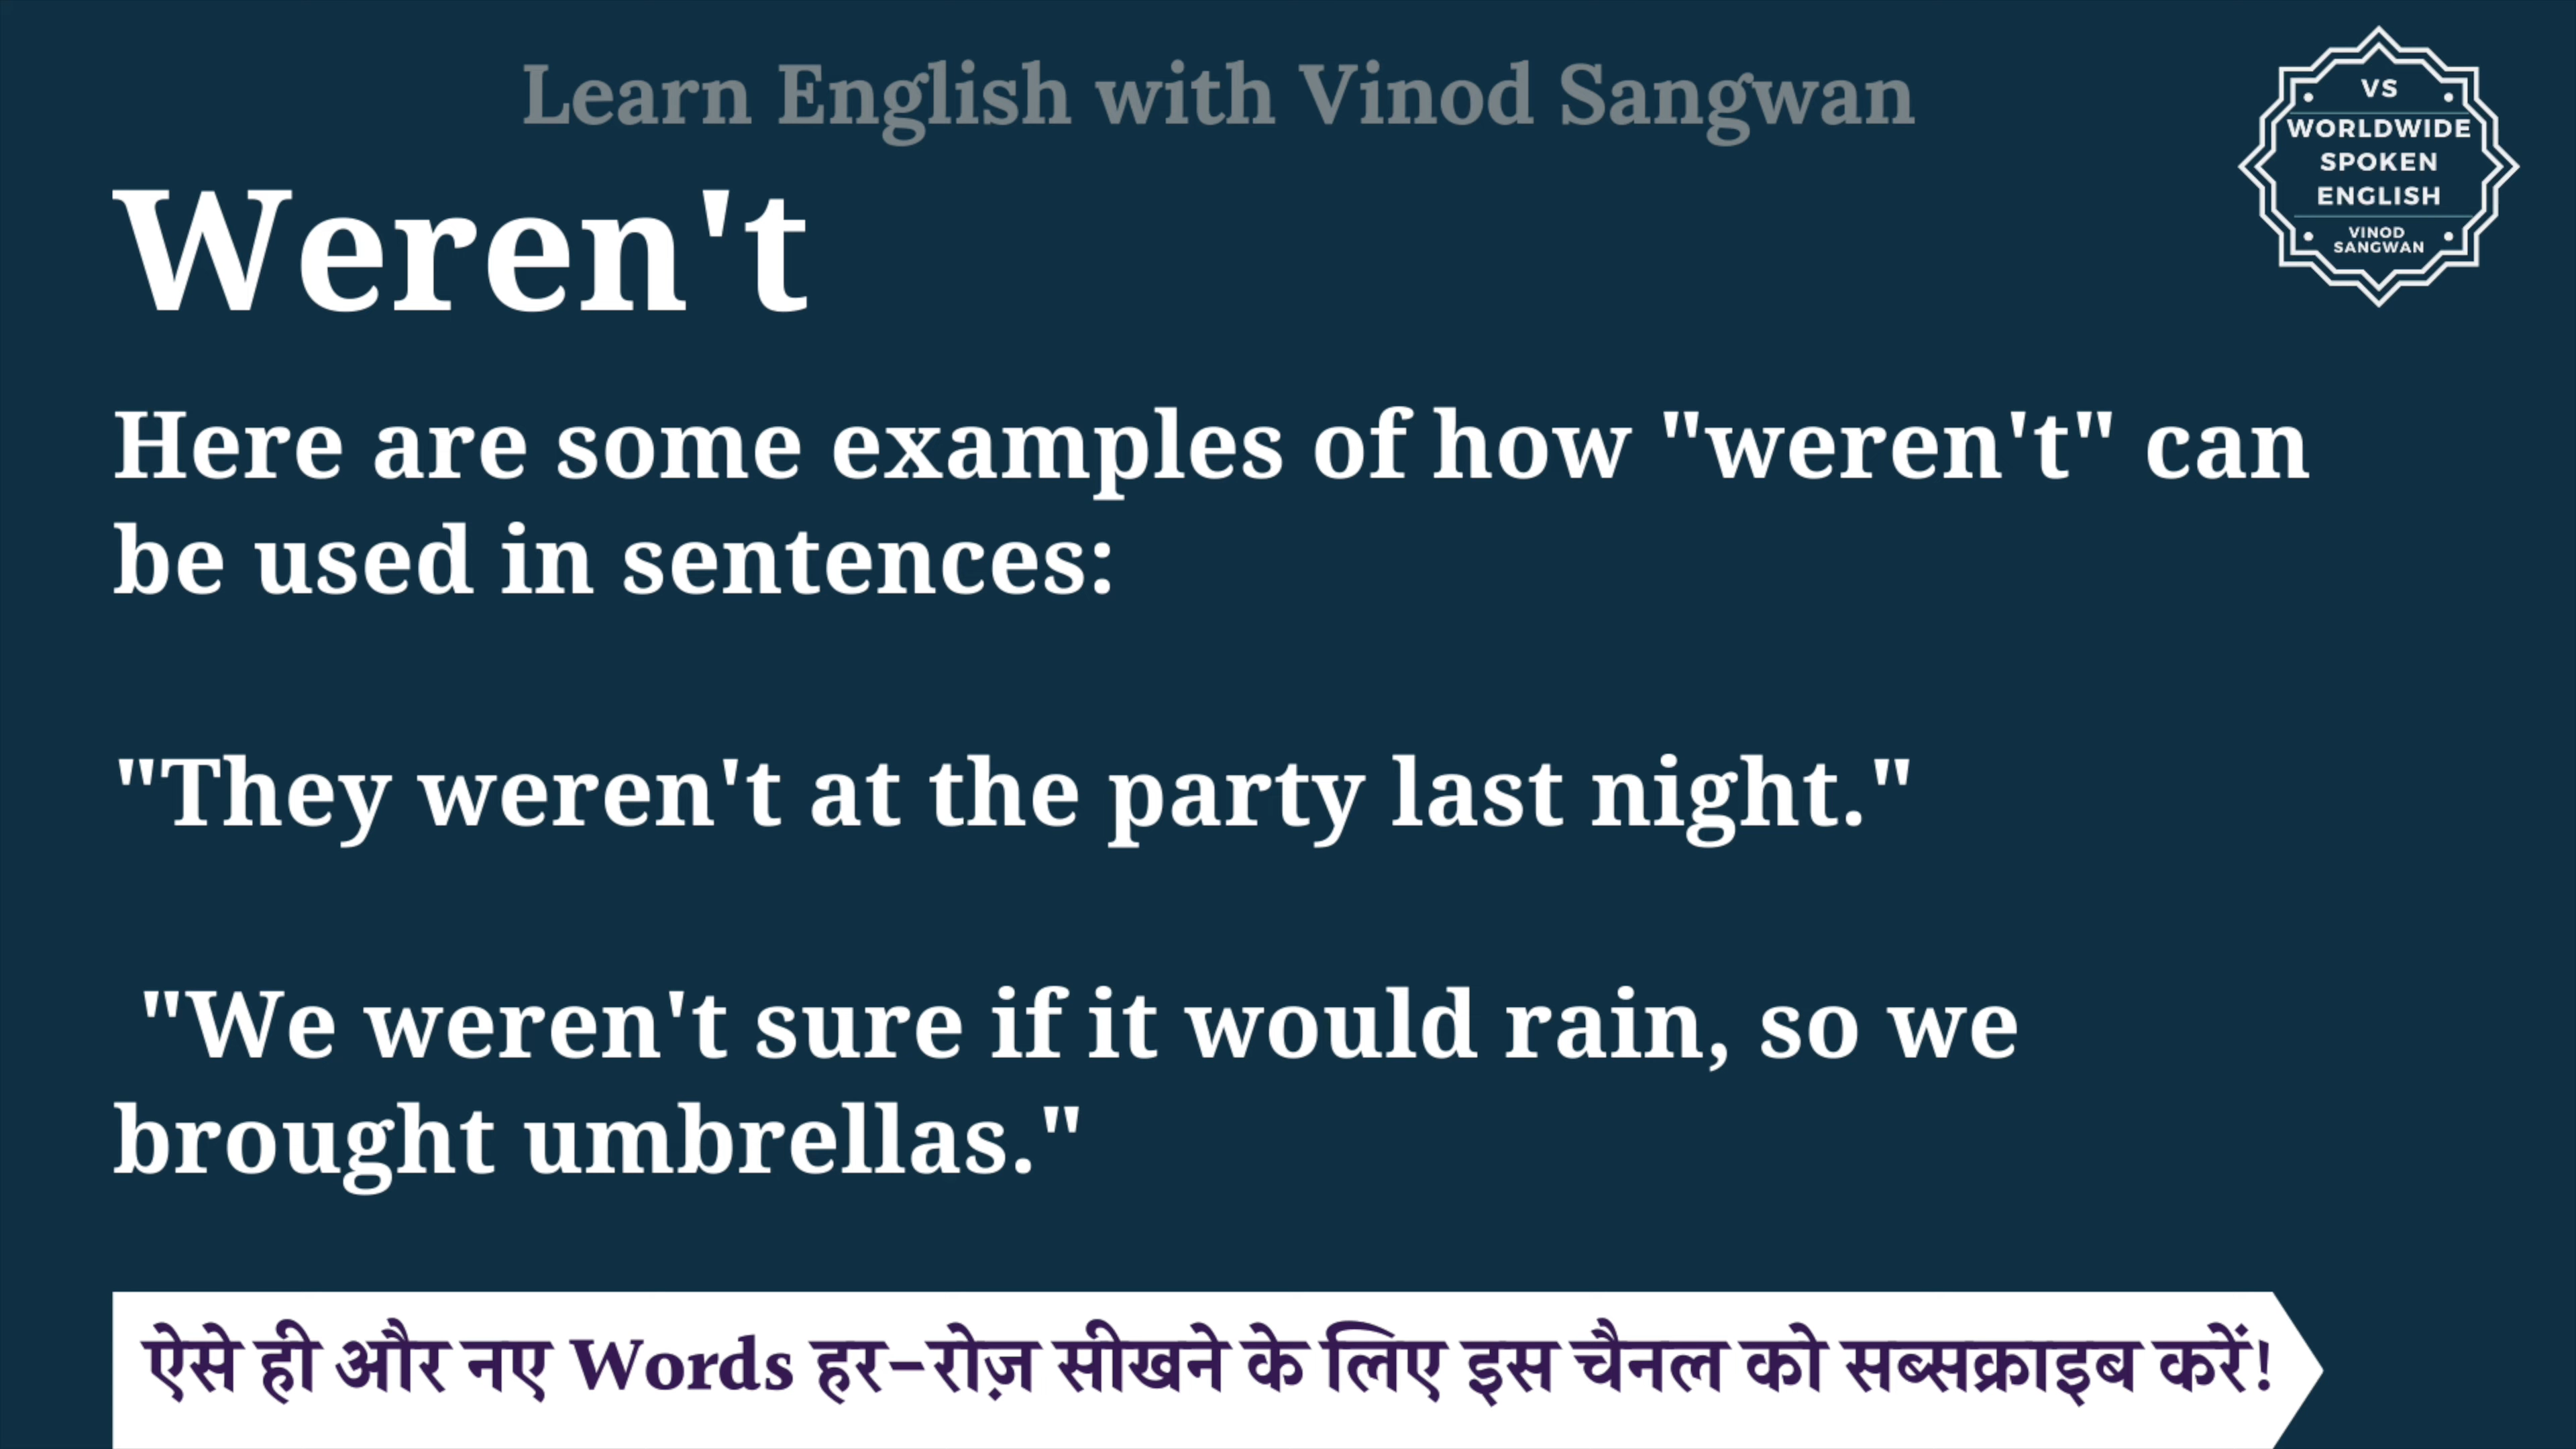 Learn English with Vinod Sangwan
VS
WORLDWIDE
SPOKEN
ENGLISH
VINOD
SANGWAN
Weren't
Here are some examples of how "weren't" can
be used in sentences:
"They weren't at the party last night."
"We weren't sure if it would rain, so we
brought umbrellas."
ऐसे ही और नए Words हर-रोज़ सीखने के लिए इस चैनल को सब्सक्राइब करें!